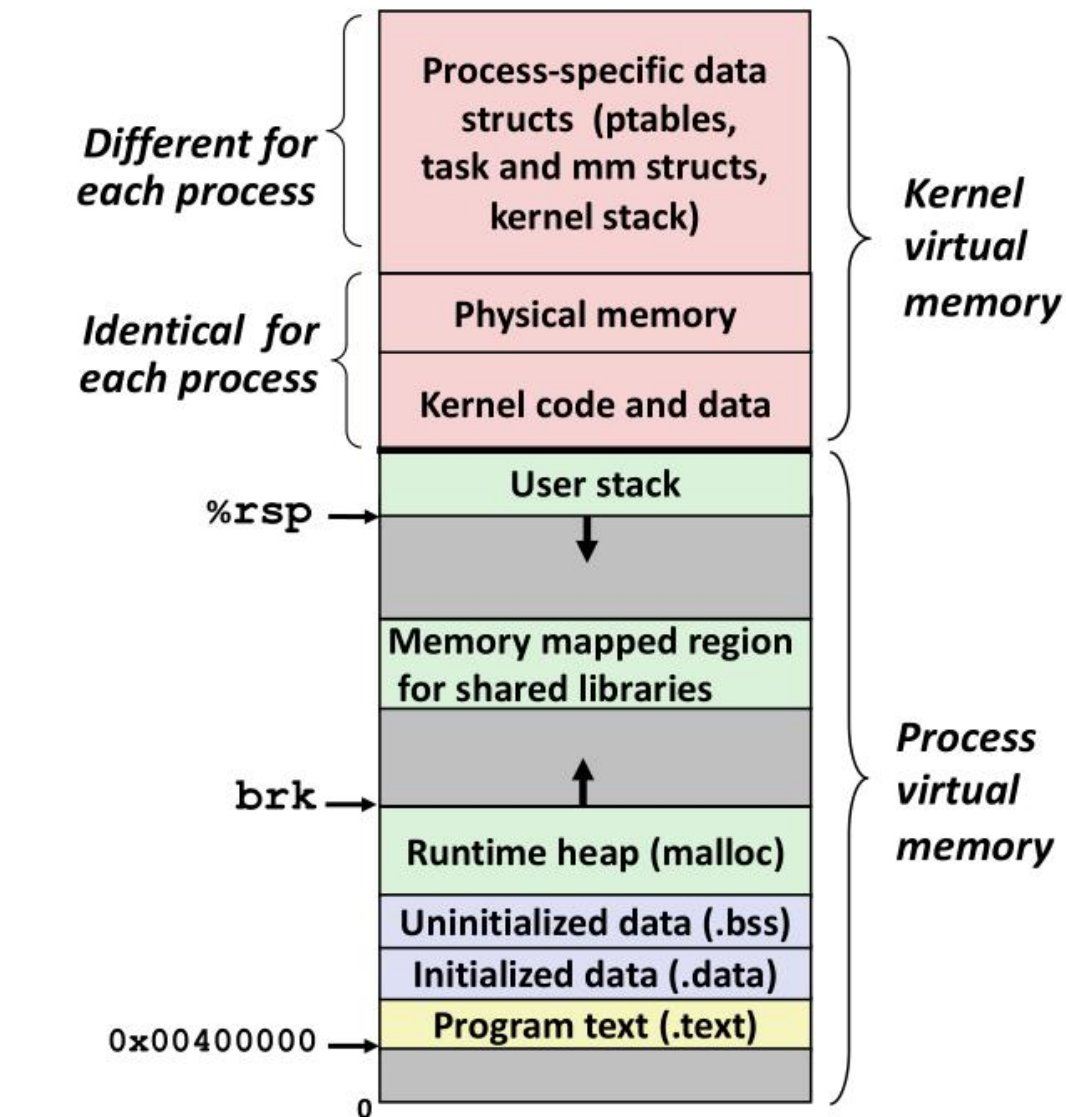 Process-specific data
structs (ptables,
task and mm structs,
kernel stack)
Different for
each process
Kernel
virtual
memory
Physical memory
Identical for
each process
Kernel code and data
User stack
%rsp
Memory mapped region
for shared libraries
Process
virtual
memory
brk
Runtime heap (malloc)
Uninitialized data (.bss)
Initialized data (.data)
Program text (.text)
0x00400000
0